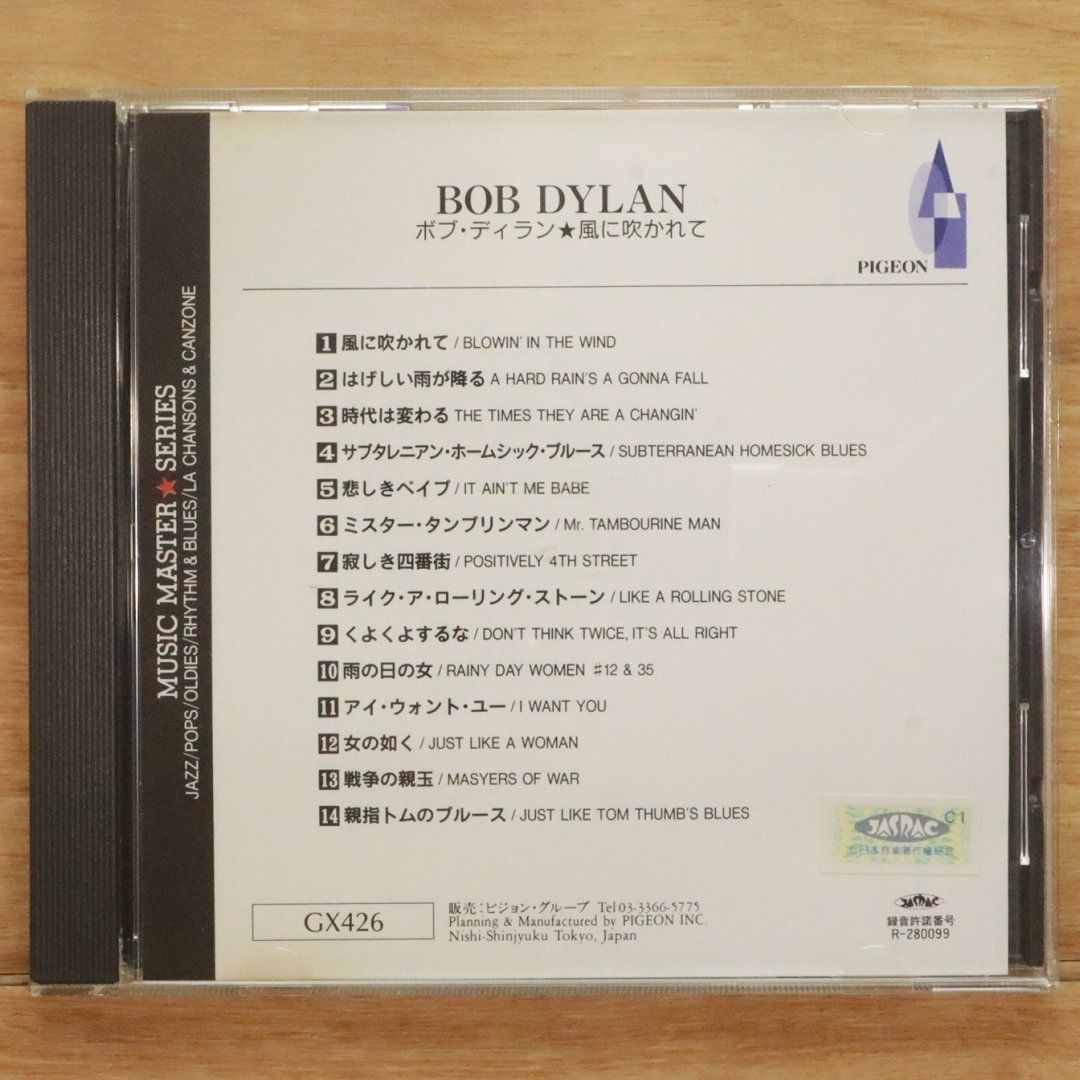 BOB DYLAN
ボブ・ディラン★風に吹かれて
PIGEON
MUSIC MASTER★SERIES
JAZZ/POPS/OLDIES/RHYTHM & BLUES/LA CHANSONS & CANZONE
1 風に吹かれて / BLOWIN' IN THE WIND
2 はげしい雨が降る A HARD RAIN'S A GONNA FALL
3 時代は変わる THE TIMES THEY ARE A CHANGIN'
4 サブタレニアン・ホームシック・ブルース / SUBTERRANEAN HOMESICK BLUES
5 悲しきベイブ / IT AIN'T ME BABE
6 ミスター・タンブリンマン / Mr. TAMBOURINE MAN
7 寂しき四番街 / POSITIVELY 4TH STREET
8 ライク・ア・ローリング・ストーン / LIKE A ROLLING STONE
9 くよくよするな / DON'T THINK TWICE, IT'S ALL RIGHT
10 雨の日の女 / RAINY DAY WOMEN ♯12 & 35
11 アイ・ウォント・ユー / I WANT YOU
12 女の如く / JUST LIKE A WOMAN
13 戦争の親玉 / MASYERS OF WAR
14 親指トムのブルース / JUST LIKE TOM THUMB'S BLUES
JASRAC C1
日本音楽著作権協会
GX426
販売：ピジョン・グループ Tel 03-3366-5775
Planning & Manufactured by PIGEON INC.
Nishi-Shinjyuku Tokyo, Japan
JASRAC
録音許諾番号
R-280099